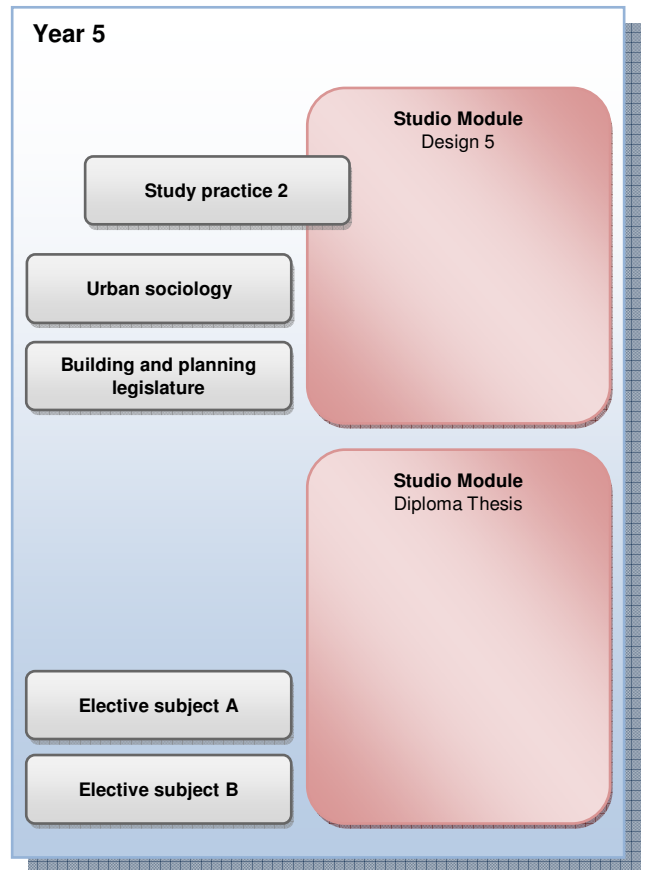 Year 5
Studio Module
Design 5
Study practice 2
Urban sociology
Building and planning
legislature
Studio Module
Diploma Thesis
Elective subject A
Elective subject B